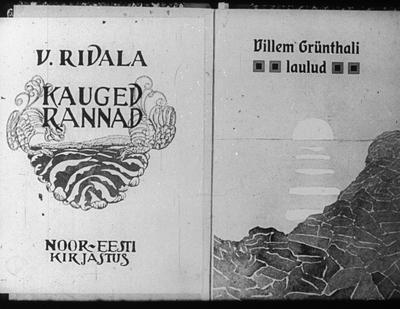 V. RIDALA
KAUGED
RANNAD
NOOR-EESTI
KIRJASTUS
Villem Grünthali
laulud